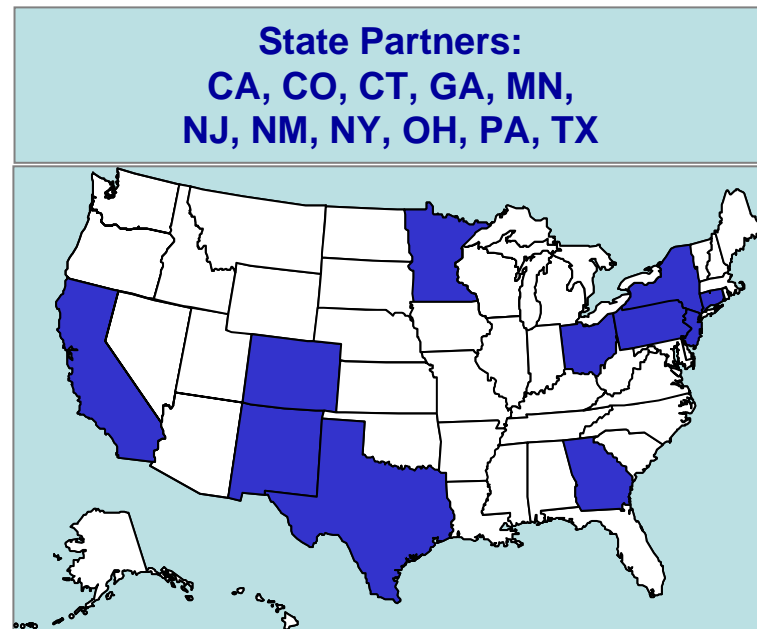 State Partners:
CA, CO, CT, GA, MN,
NJ, NM, NY, OH, PA, TX